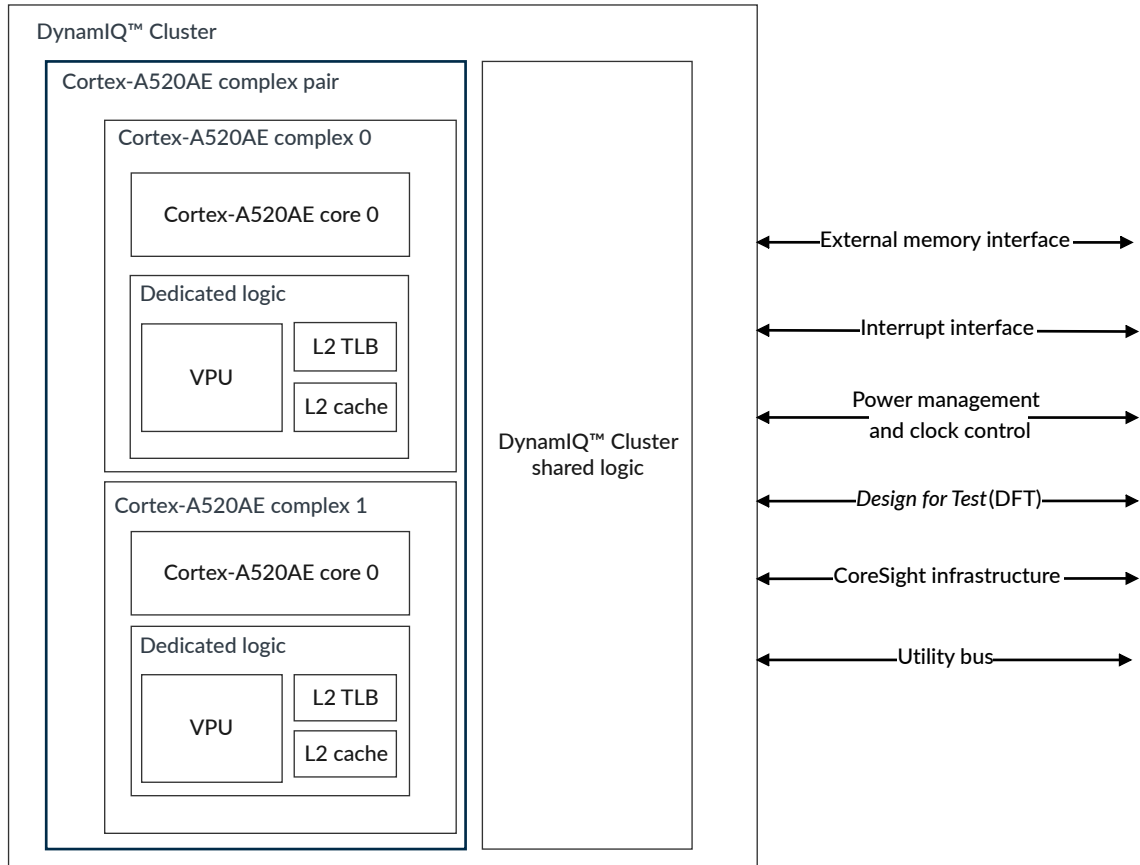 DynamIQ™ Cluster
Cortex-A520AE complex pair
Cortex-A520AE complex 0
Cortex-A520AE core 0
Dedicated logic
VPU
L2 TLB
L2 cache
Cortex-A520AE complex 1
Cortex-A520AE core 0
Dedicated logic
VPU
L2 TLB
L2 cache
DynamIQ™ Cluster
shared logic
External memory interface
Interrupt interface
Power management
and clock control
Design for Test(DFT)
CoreSight infrastructure
Utility bus